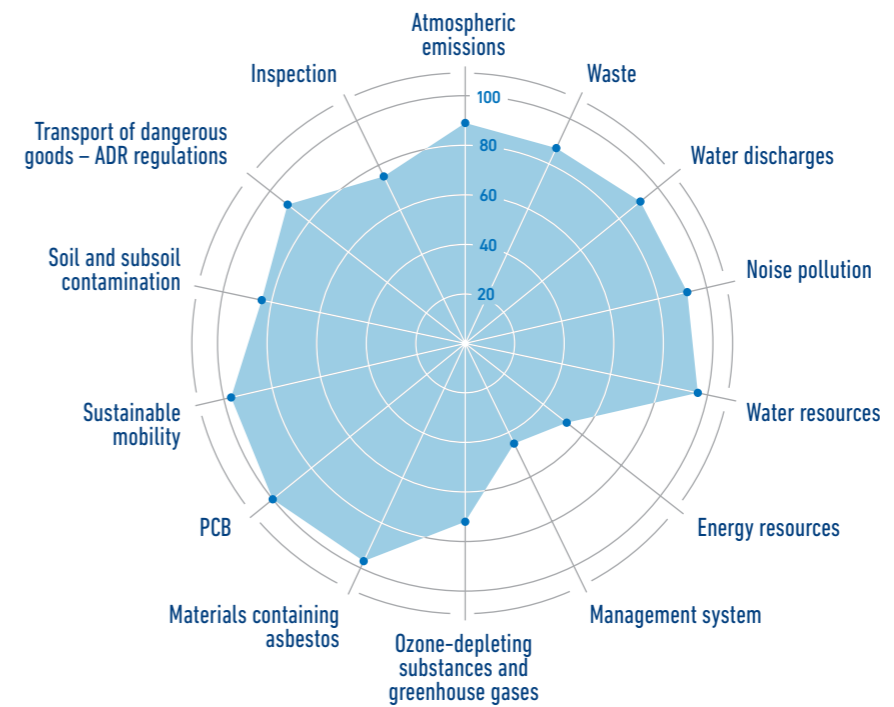 Atmospheric
emissions
Waste
Inspection
100
Transport of dangerous
goods – ADR regulations
80
Water discharges
60
Soil and subsoil
contamination
40
Noise pollution
20
Sustainable
mobility
Water resources
PCB
Energy resources
Materials containing
asbestos
Management system
Ozone-depleting
substances and
greenhouse gases